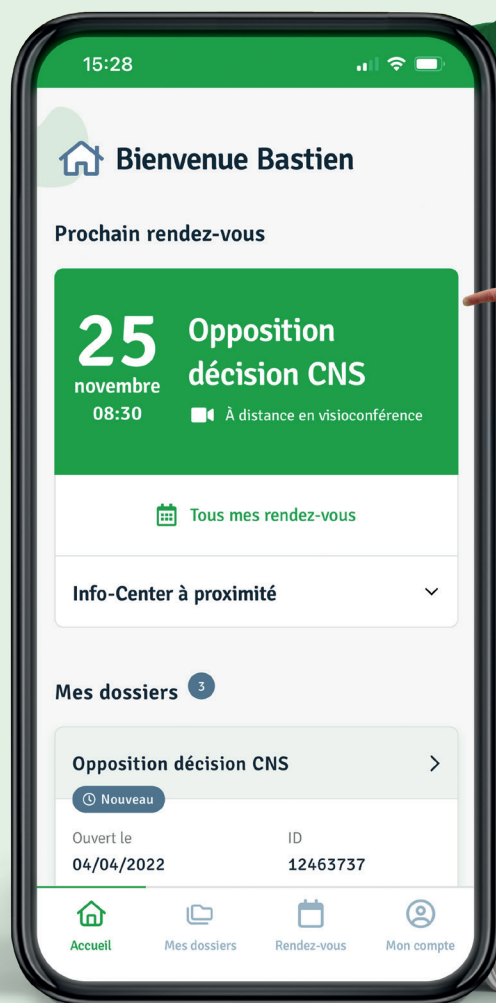 15:28
Bienvenue Bastien
Prochain rendez-vous
25
novembre
08:30
Opposition
décision CNS
À distance en visioconférence
Tous mes rendez-vous
Info-Center à proximité
Mes dossiers 3
Opposition décision CNS
Nouveau
Ouvert le
04/04/2022
ID
12463737
Accueil
Mes dossiers
Rendez-vous
Mon compte